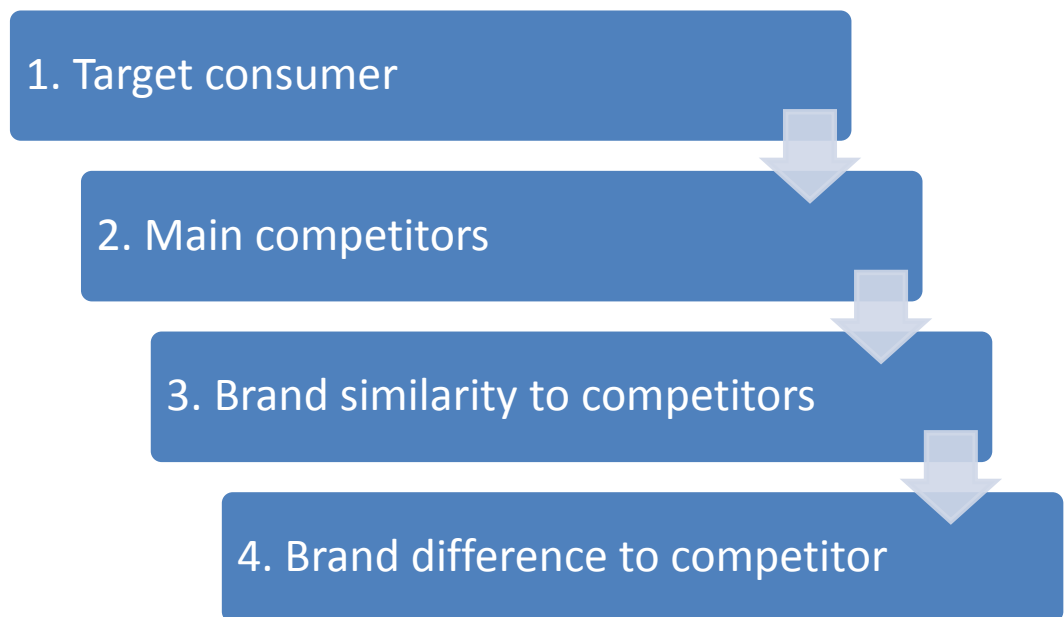 1. Target consumer
2. Main competitors
3. Brand similarity to competitors
4. Brand difference to competitor